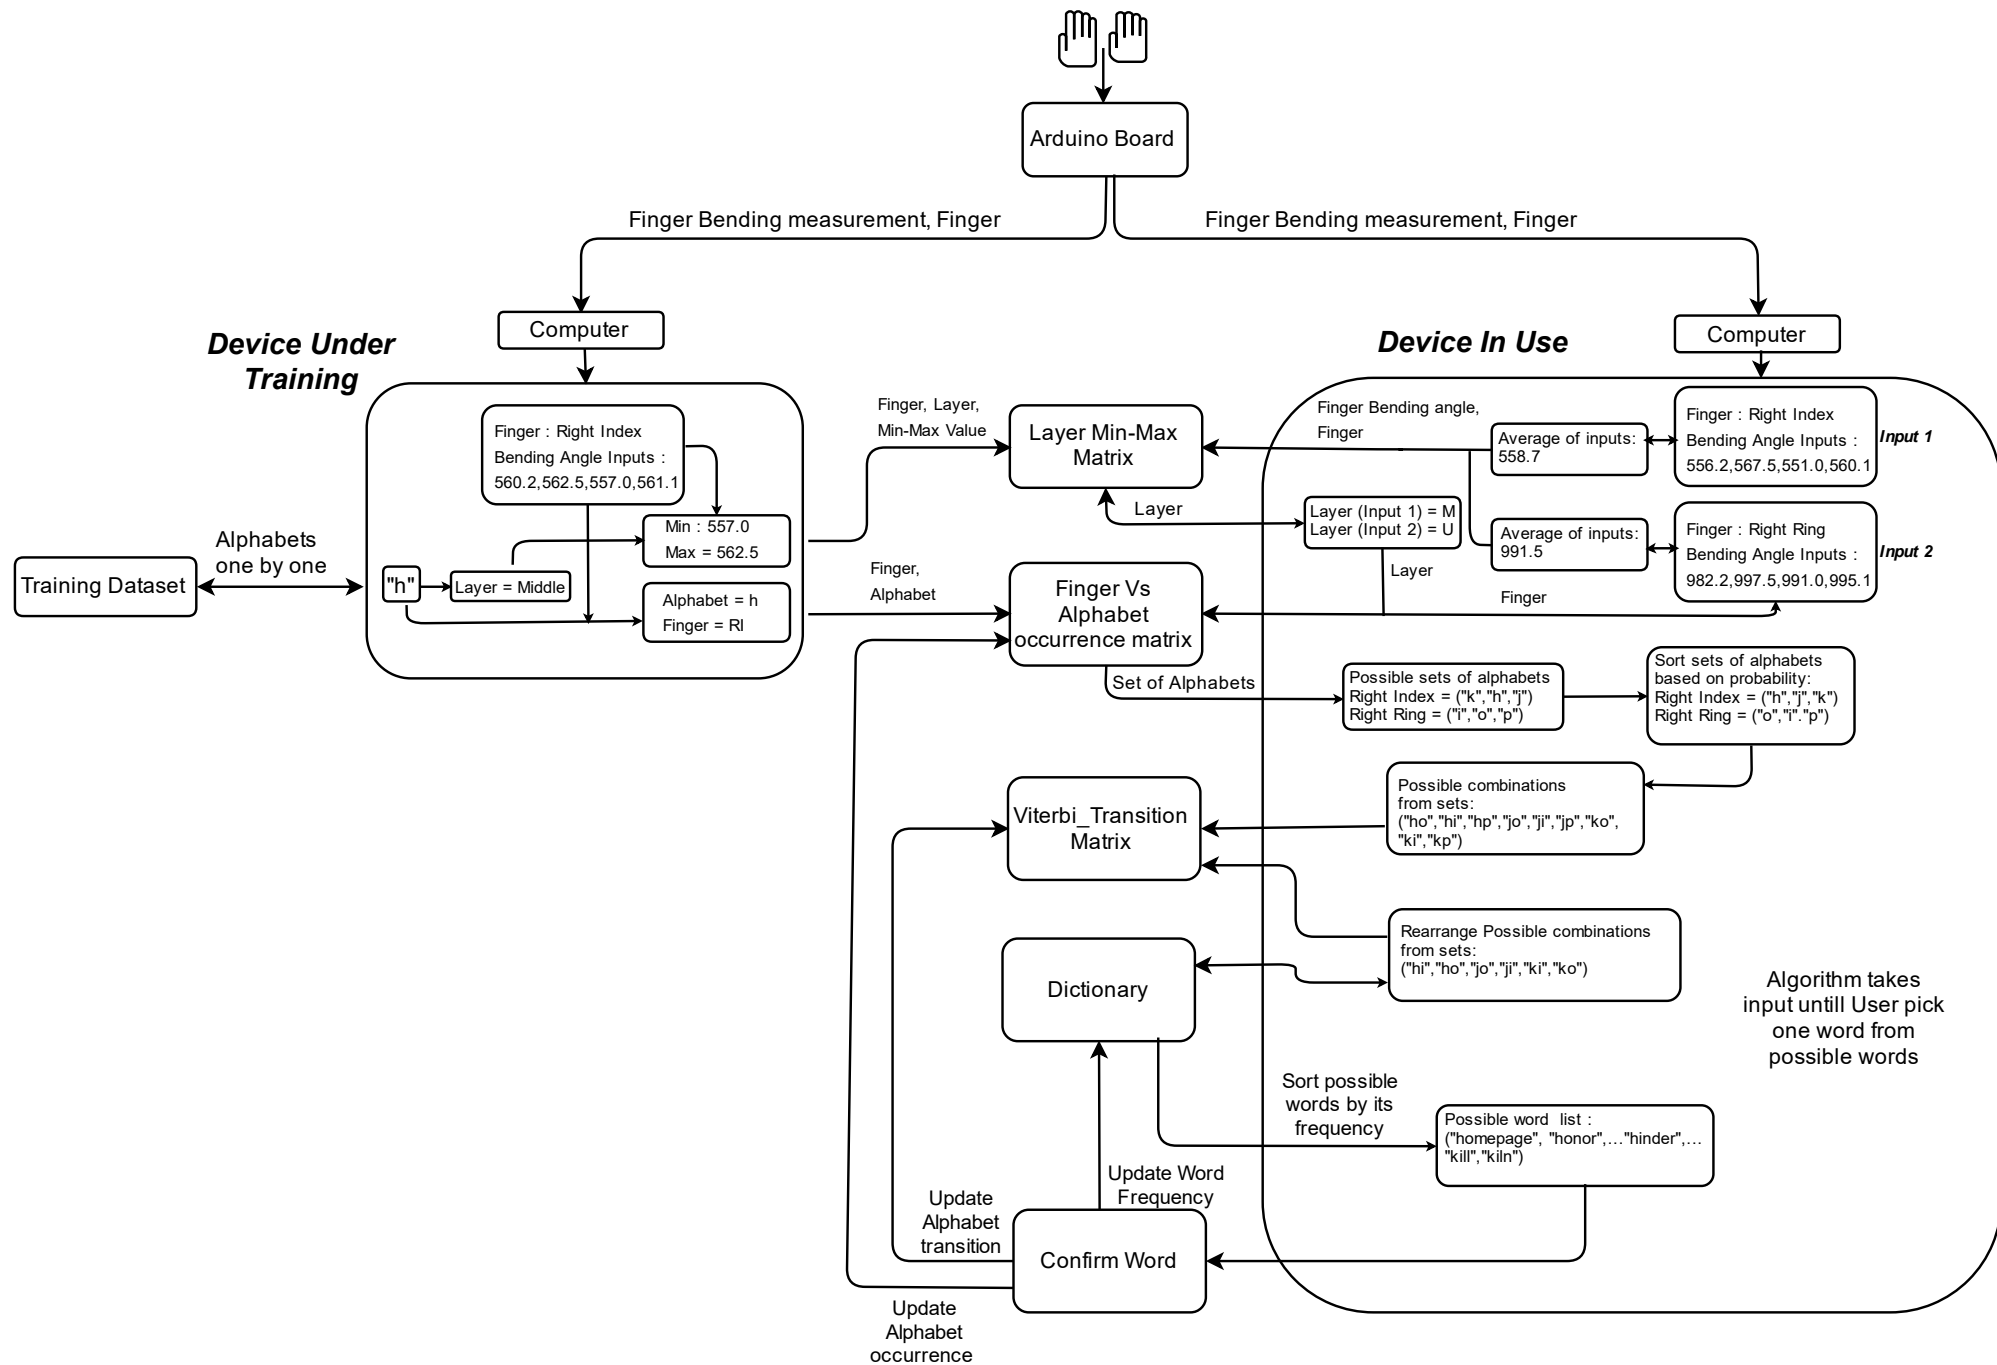 Arduino Board
Finger Bending measurement, Finger
Finger Bending measurement, Finger
Computer
Computer
Device Under
Training
Device In Use
Finger : Right Index
Bending Angle Inputs :
560.2,562.5,557.0,561.1
Min : 557.0
Max = 562.5
"h"
Layer = Middle
Alphabet = h
Finger = RI
Training Dataset
Alphabets
one by one
Finger, Layer,
Min-Max Value
Layer Min-Max
Matrix
Finger Bending angle,
Finger
Average of inputs:
558.7
Finger : Right Index
Bending Angle Inputs :
556.2,567.5,551.0,560.1
Input 1
Layer
Layer (Input 1) = M
Layer (Input 2) = U
Average of inputs:
991.5
Finger : Right Ring
Bending Angle Inputs :
982.2,997.5,991.0,995.1
Input 2
Finger,
Alphabet
Finger Vs
Alphabet
occurrence matrix
Layer
Finger
Set of Alphabets
Possible sets of alphabets
Right Index = ("k","h","j")
Right Ring = ("i","o","p")
Sort sets of alphabets
based on probability:
Right Index = ("h","j","k")
Right Ring = ("o","i"."p")
Possible combinations
from sets:
("ho","hi","hp","jo","ji","jp","ko",
"ki","kp")
Viterbi_Transition
Matrix
Rearrange Possible combinations
from sets:
("hi","ho","jo","ji","ki","ko")
Dictionary
Algorithm takes
input untill User pick
one word from
possible words
Sort possible
words by its
frequency
Possible word list :
("homepage", "honor",…"hinder",…
"kill","kiln")
Update Word
Frequency
Update
Alphabet
transition
Confirm Word
Update
Alphabet
occurrence